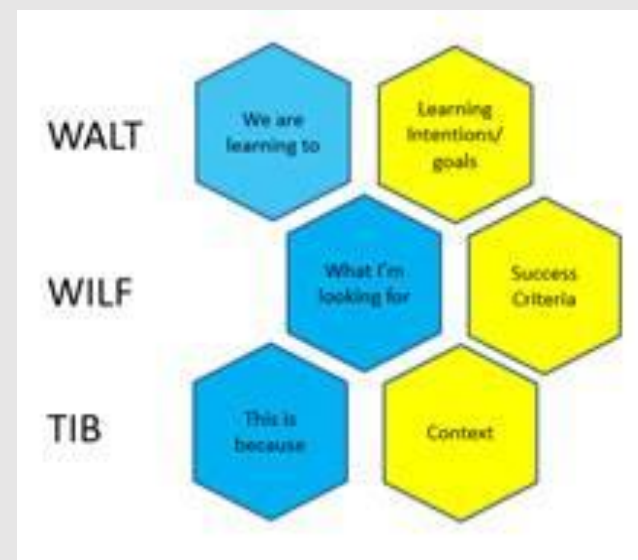 WALT
We are
learning to
Learning
Intentions/
goals
WILF
What I'm
looking for
Success
Criteria
TIB
This is
because
Context